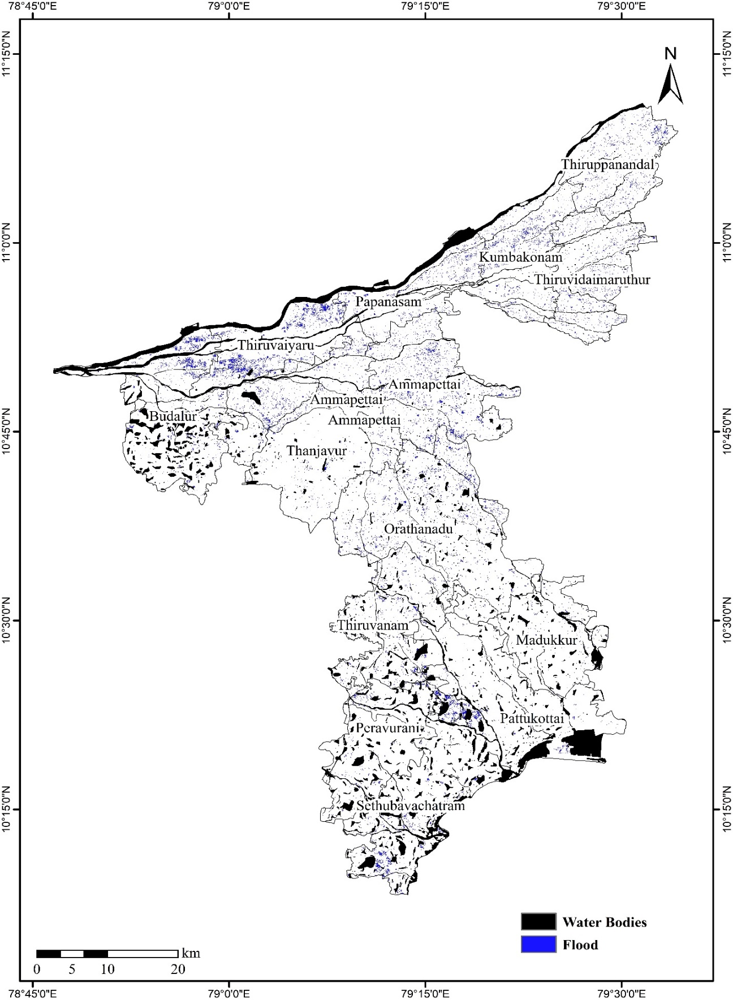 78°45'0"E 79°0'0"E 79°15'0"E 79°30'0"E
11°15'0"N 11°15'0"N
N
Thiruppanandal
11°0'0"N 11°0'0"N
Kumbakonam
Thiruvidaimaruthur
Papanasam
Thiruvaiyaru
Ammapettai
Ammapettai
Budalur
Ammapettai
10°45'0"N 10°45'0"N
Thanjavur
Orathanadu
10°30'0"N 10°30'0"N
Thiruvanam
Madukkur
Pattukottai
Peravurani
Sethubavachatram
10°15'0"N 10°15'0"N
Water Bodies
Flood
km
0 5 10 20
78°45'0"E 79°0'0"E 79°15'0"E 79°30'0"E